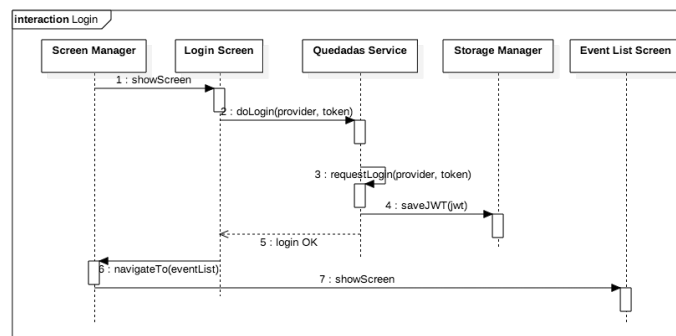 interaction Login
Screen Manager
Login Screen
Quedadas Service
Storage Manager
Event List Screen
1 : showScreen
2 : doLogin(provider, token)
3 : requestLogin(provider, token)
4 : saveJWT(jwt)
5 : login OK
6 : navigateTo(eventList)
7 : showScreen